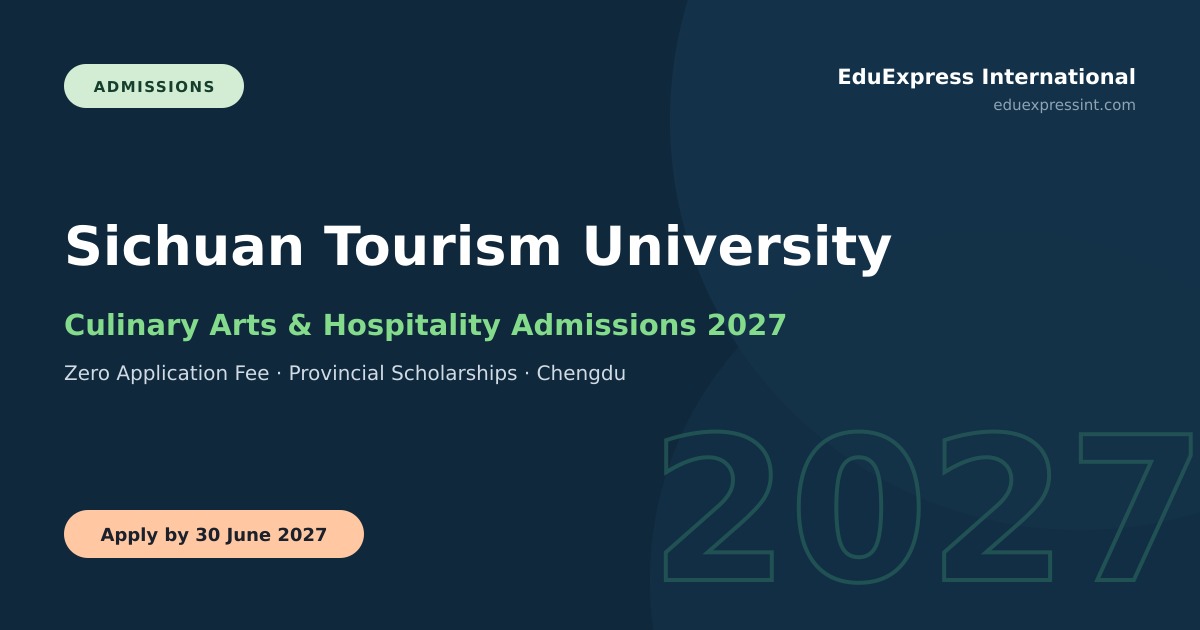 ADMISSIONS
EduExpress International
eduexpressint.com
Sichuan Tourism University
Culinary Arts & Hospitality Admissions 2027
Zero Application Fee · Provincial Scholarships · Chengdu
2027
Apply by 30 June 2027